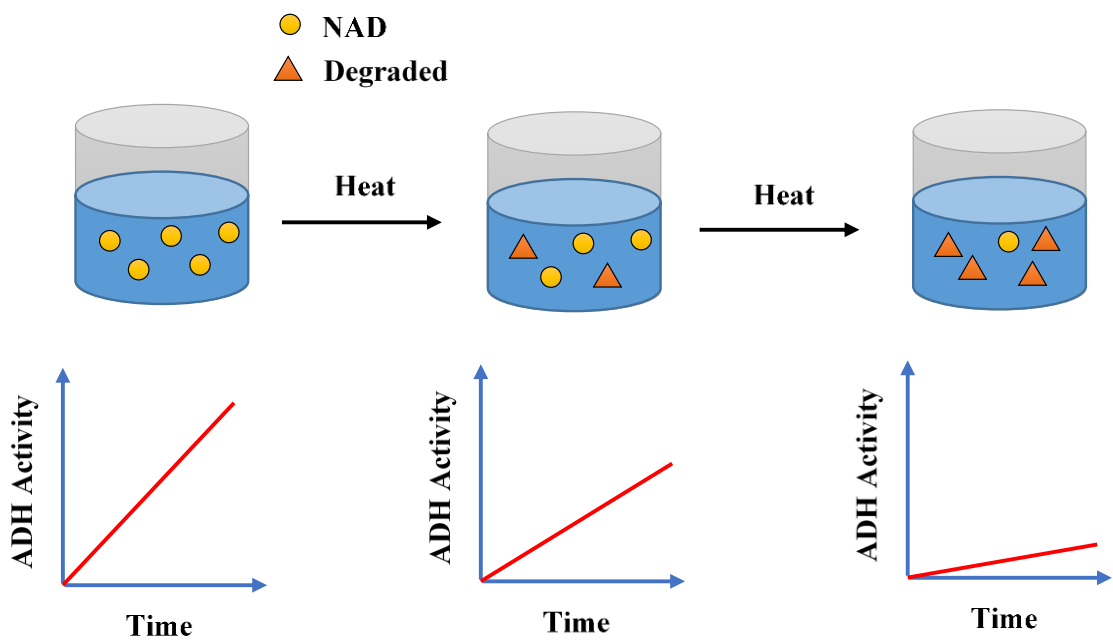 NAD
Degraded
Heat
Heat
ADH Activity
Time
ADH Activity
Time
ADH Activity
Time